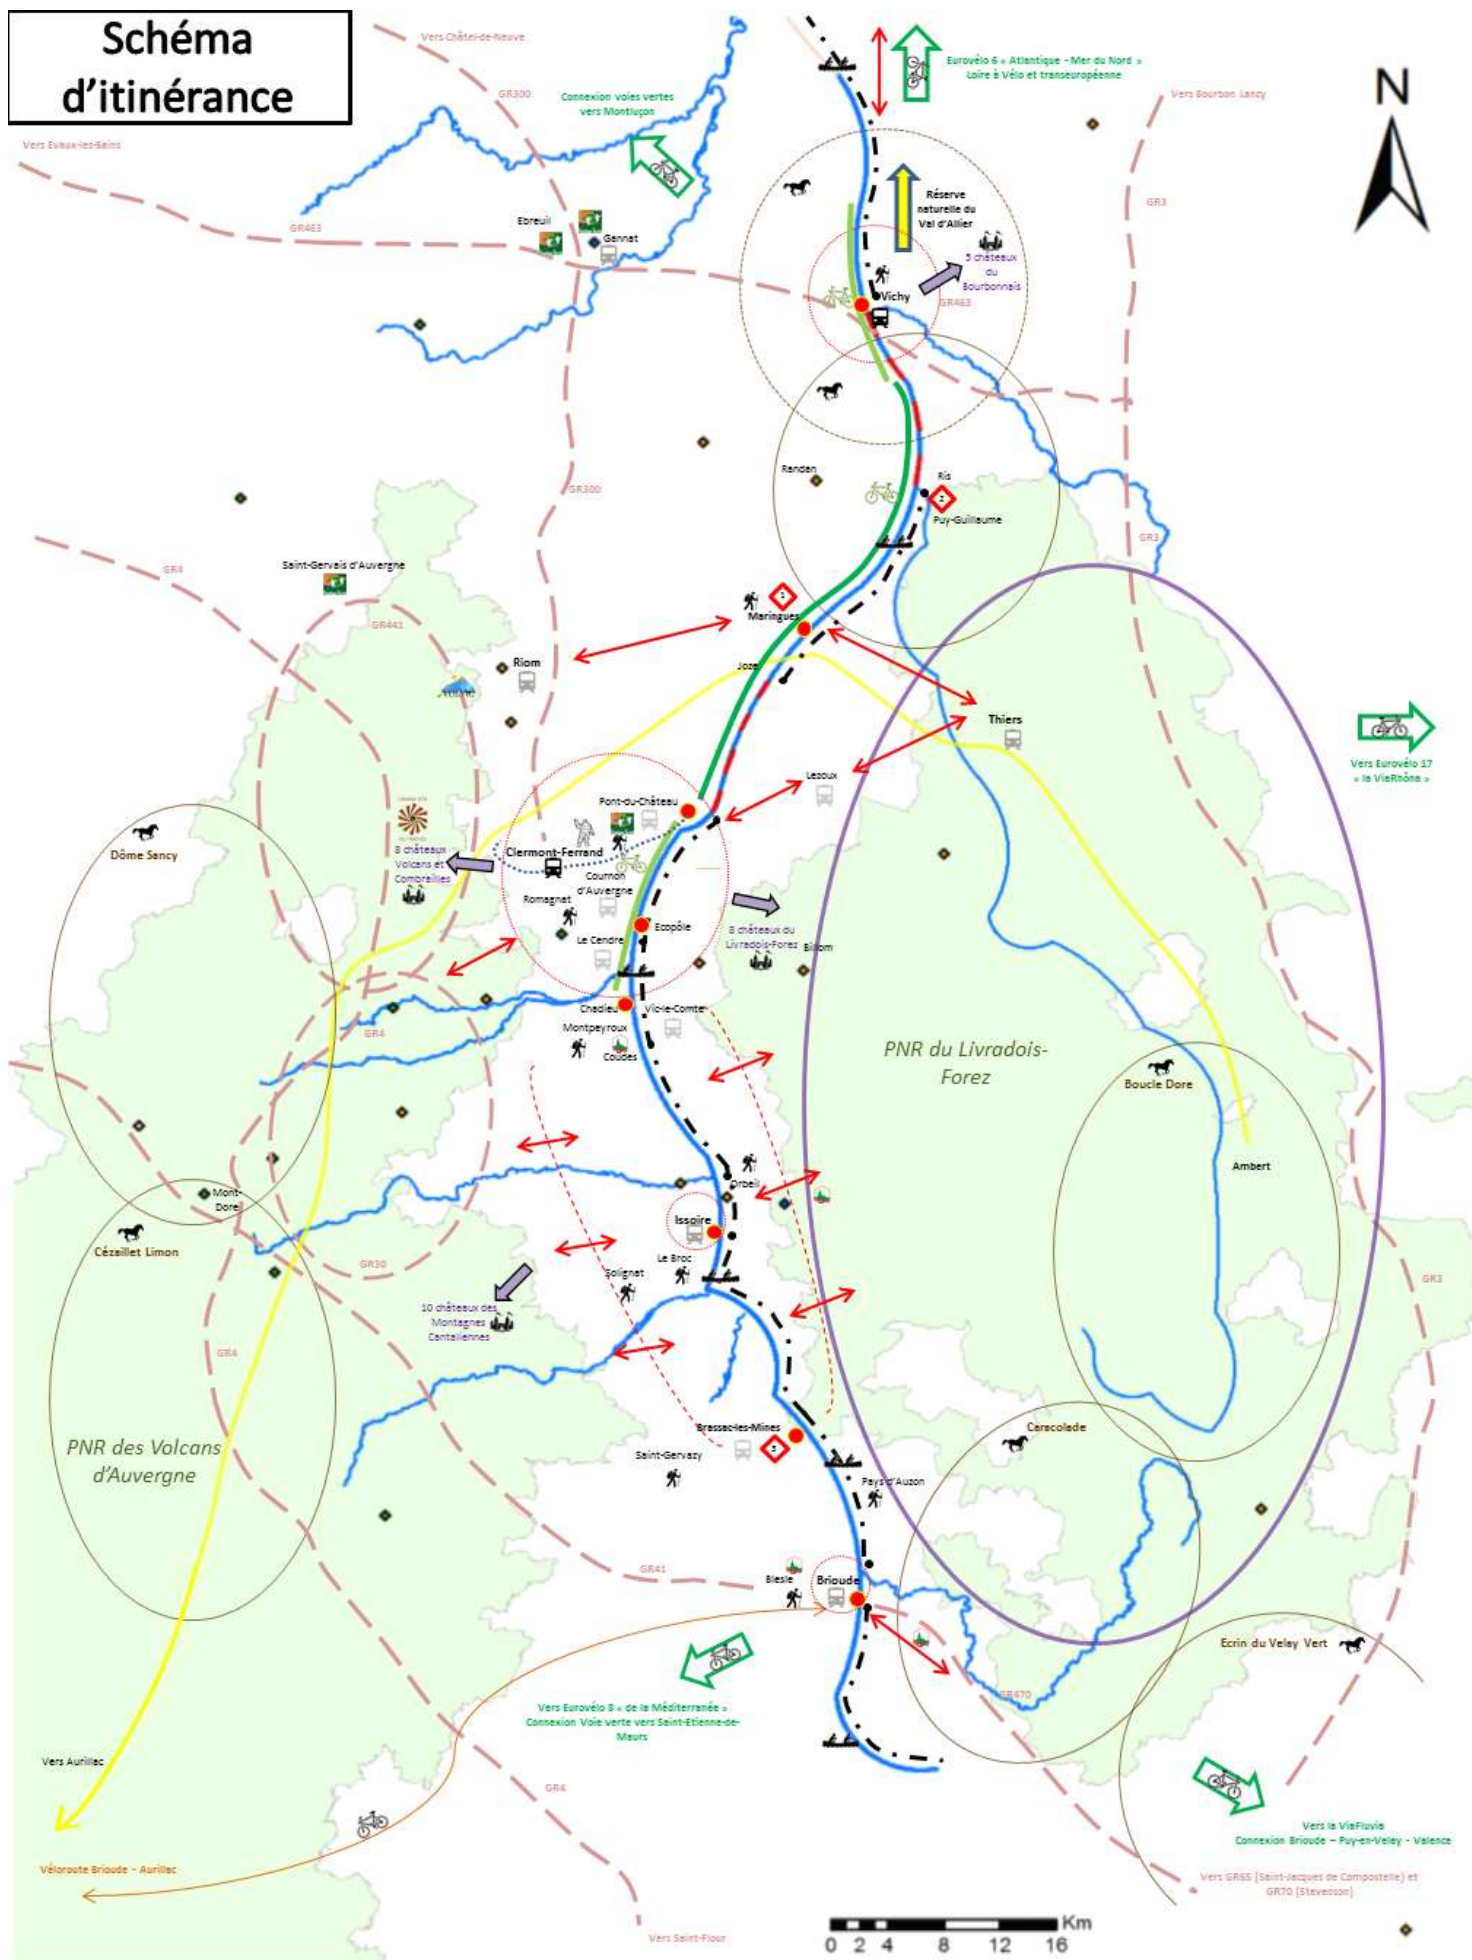 Schéma
d'itinérance
Vers Châtel-de-Neuve
Eurovélo 6 « Atlantique - Mer du Nord »
Loire à Vélo et transeuropéenne
N
GR300
Connexion voies vertes
vers Montluçon
Vers Bourbon Lancy
Vers Evaux-les-Bains
Réserve
naturelle du
Val d'Allier
GR3
Ebreuil
GR463
Gannat
5 châteaux
du
Bourbonnais
Vichy
GR463
Randan
Ris
GR300
2
Puy-Guillaume
GR3
GR4
Saint-Gervais d'Auvergne
1
Maringues
GR441
Joze
Riom
Thiers
Vers Eurovélo 17
« la ViaRhôna »
Lezoux
Pont-du-Château
Dôme Sancy
8 châteaux
Volcans et
Combrailles
Clermont-Ferrand
Cournon
d'Auvergne
Romagnat
Ecopôle
Le Cendre
8 châteaux du
Livradois-Forez
Billom
Chadieu
Vic-le-Comte
GR4
Montpeyroux
Coudes
PNR du Livradois-
Forez
Boucle Dore
Orbeil
Ambert
Mont-
Dore
Issoire
Cézaillet Limon
Le Broc
GR30
Solignat
GR3
10 châteaux des
Montagnes
Cantaliennes
GR4
Brassac-les-Mines
3
Caracolade
PNR des Volcans
d'Auvergne
Saint-Gervazy
Pays d'Auzon
GR41
Blesle
Brioude
Ecrin du Velay Vert
GR470
Vers Eurovélo 8 « de la Méditerranée »
Connexion Voie verte vers Saint-Etienne-de-
Maurs
Vers Aurillac
GR4
Vers la ViaFluvia
Connexion Brioude – Puy-en-Velay - Valence
Véloroute Brioude - Aurillac
Vers GR65 (Saint-Jacques de Compostelle) et
GR70 (Stevenson)
Vers Saint-Flour
Km
0 2 4 8 12 16